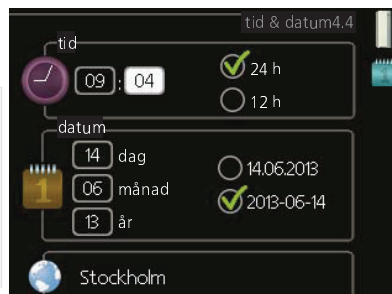 tid & datum4.4
tid
09 : 04
24 h
12 h
datum
14 dag
06 månad
13 år
14.06.2013
2013-06-14
1
Stockholm